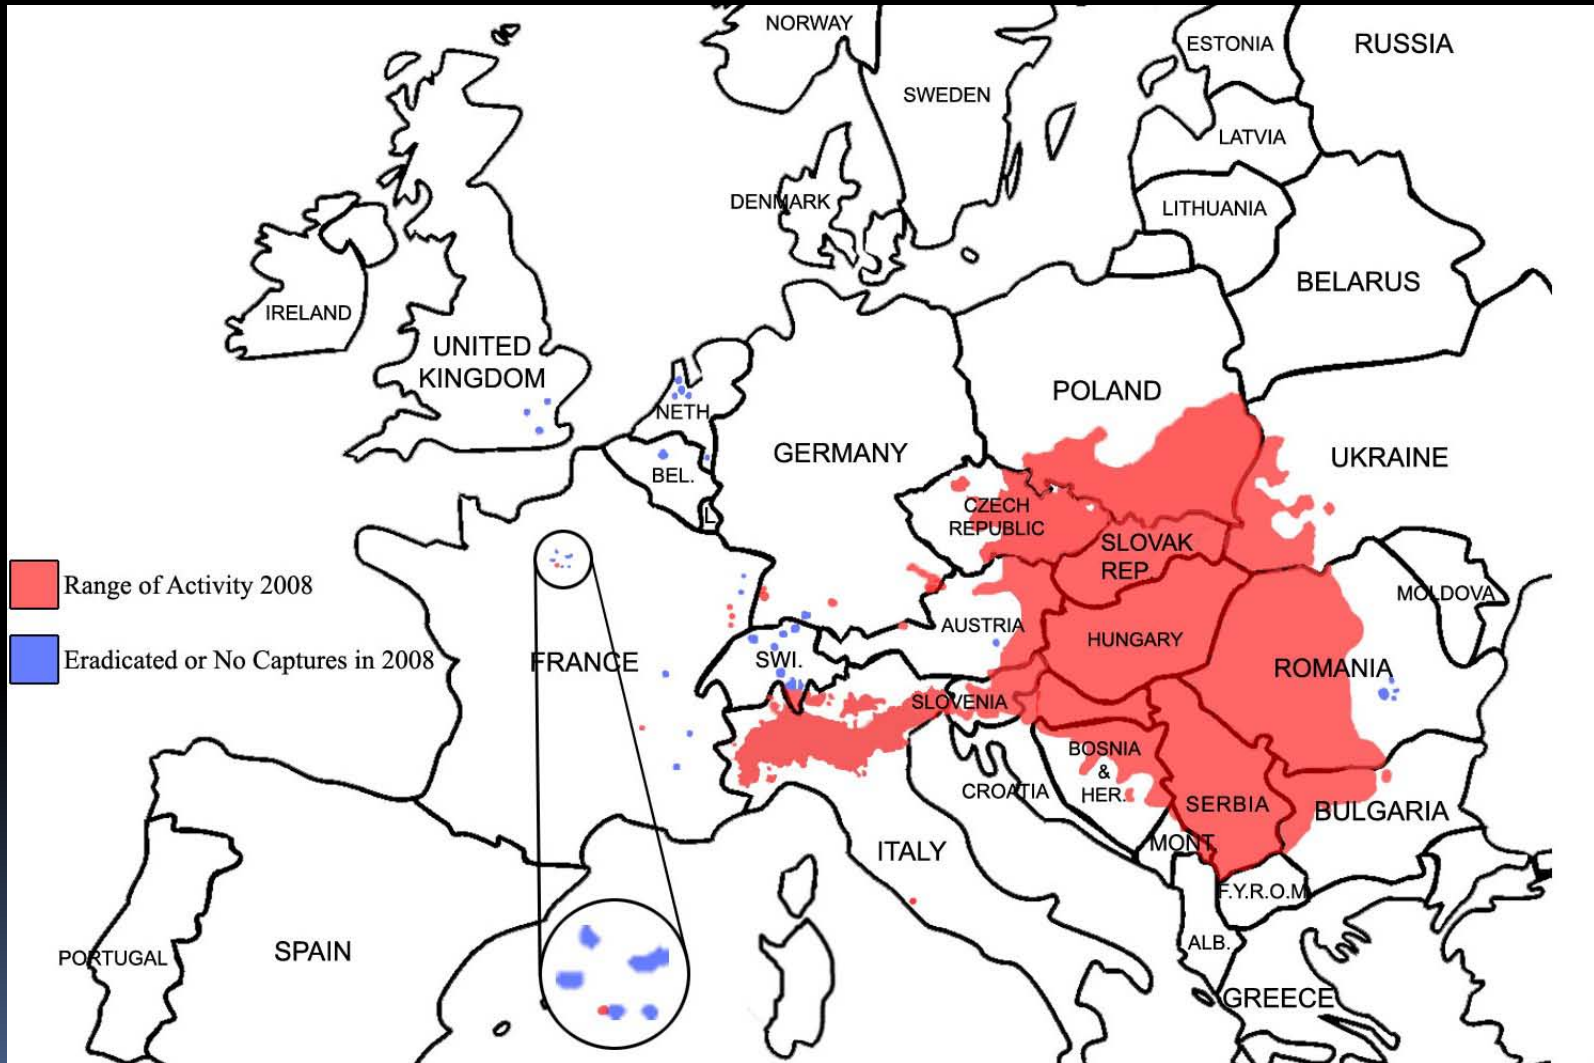 NORWAY
ESTONIA
RUSSIA
SWEDEN
LATVIA
DENMARK
LITHUANIA
BELARUS
IRELAND
UNITED
KINGDOM
POLAND
NETH.
GERMANY
UKRAINE
BEL.
L.
CZECH
REPUBLIC
SLOVAK
REP.
Range of Activity 2008
MOLDOVA
AUSTRIA
HUNGARY
Eradicated or No Captures in 2008
FRANCE
SWI.
ROMANIA
SLOVENIA
BOSNIA
&
HER.
CROATIA
SERBIA
BULGARIA
MONT.
ITALY
F.Y.R.O.M.
PORTUGAL
SPAIN
ALB.
GREECE